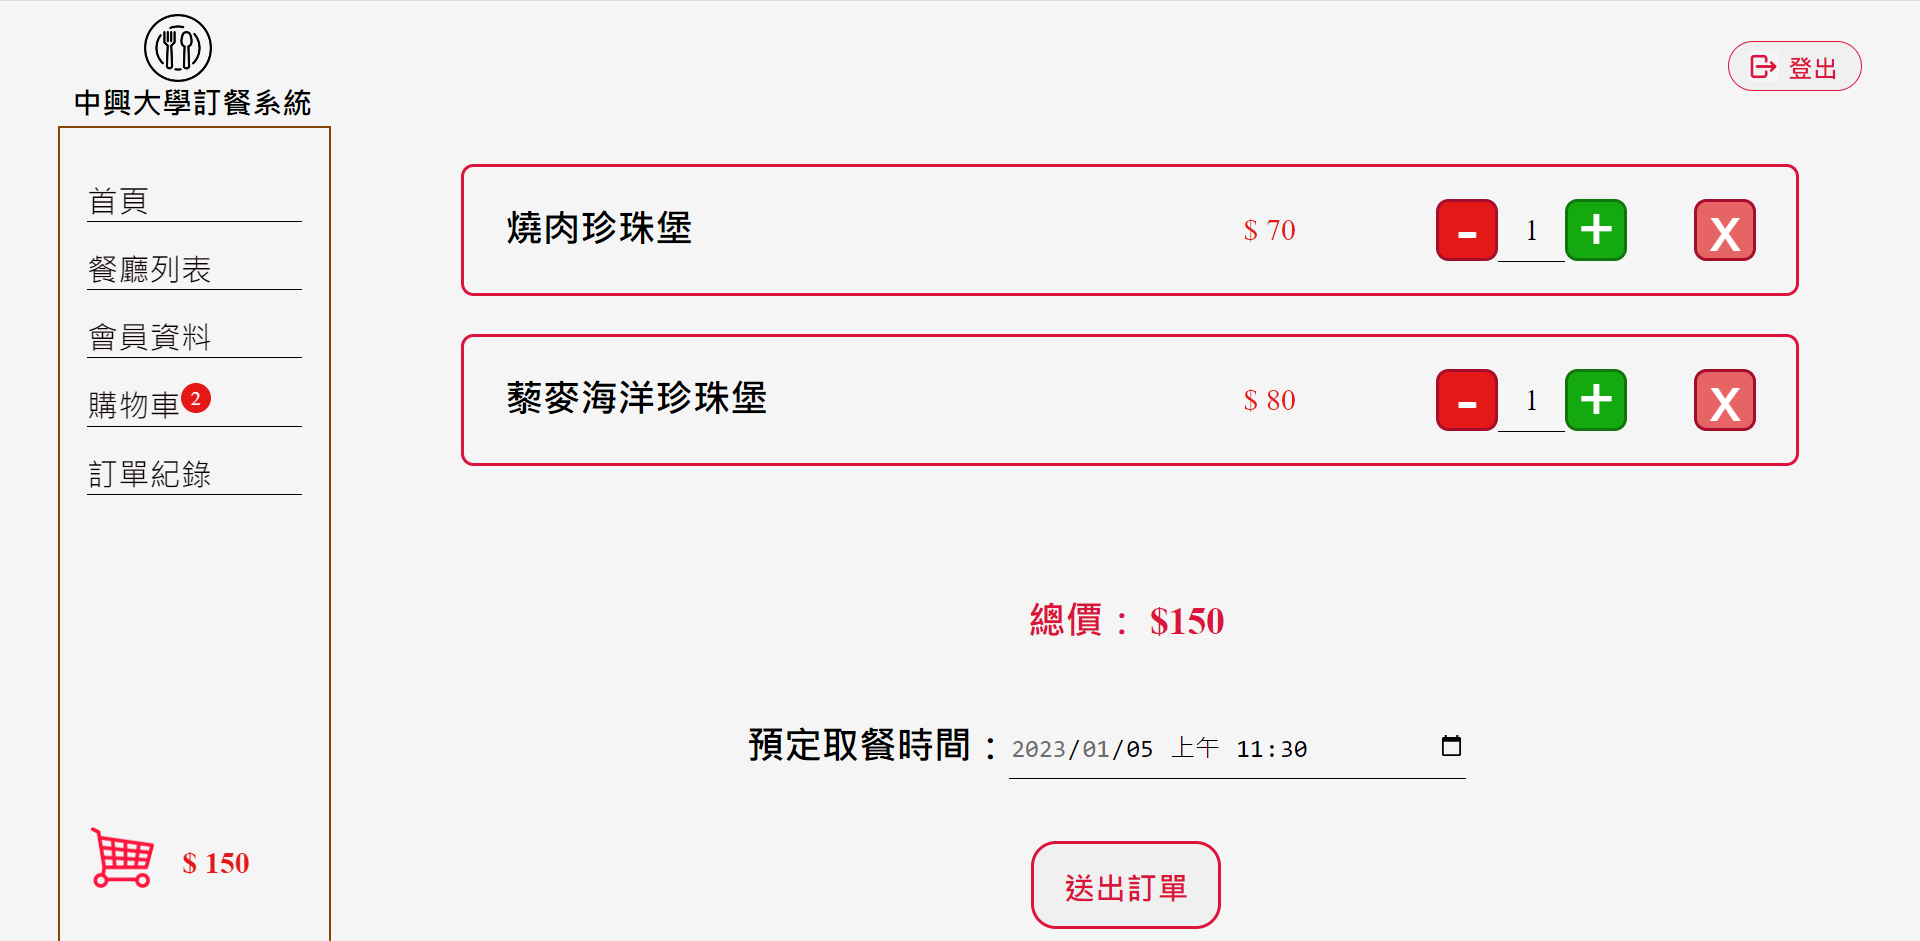 中興大學訂餐系統
登出
首頁
餐廳列表
會員資料
購物車 2
訂單紀錄
$ 150
燒肉珍珠堡 $ 70 - 1 + X
藜麥海洋珍珠堡 $ 80 - 1 + X
總價： $150
預定取餐時間：2023/01/05 上午 11:30
送出訂單